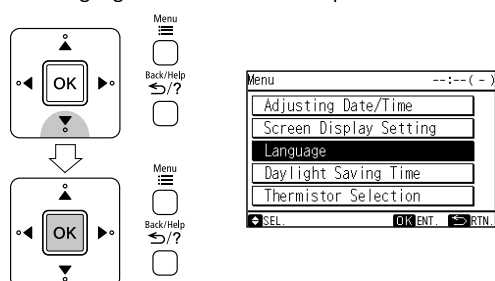 Menu
OK
Back/Help
/?
Menu
Back/Help
OK
/?
Menu --:--( - )
Adjusting Date/Time
Screen Display Setting
Language
Daylight Saving Time
Thermistor Selection
SEL. OK ENT. RTN.